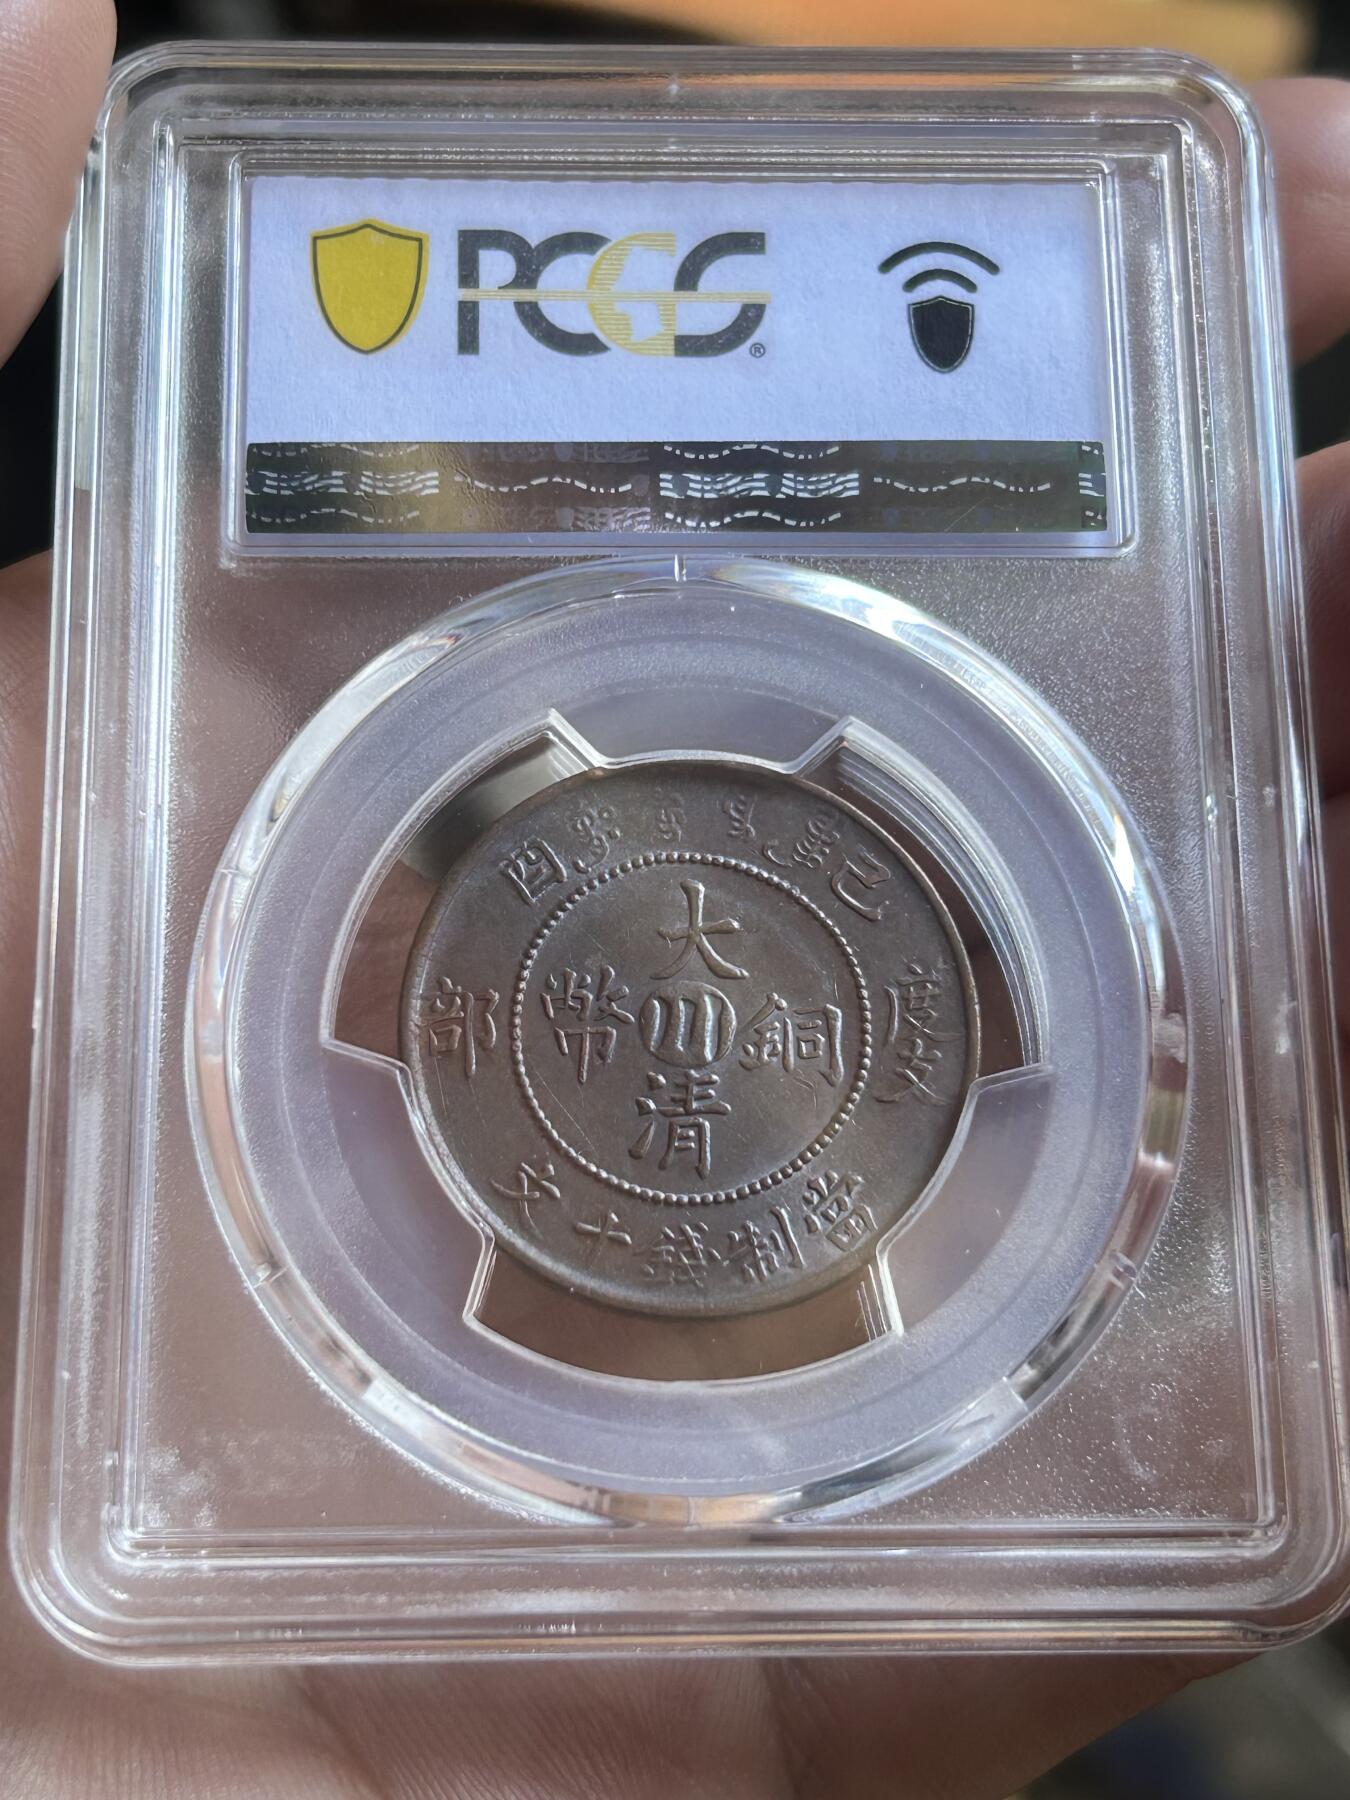 PCGS®
己酉
度支部
大清
銅幣
川
當制錢十文